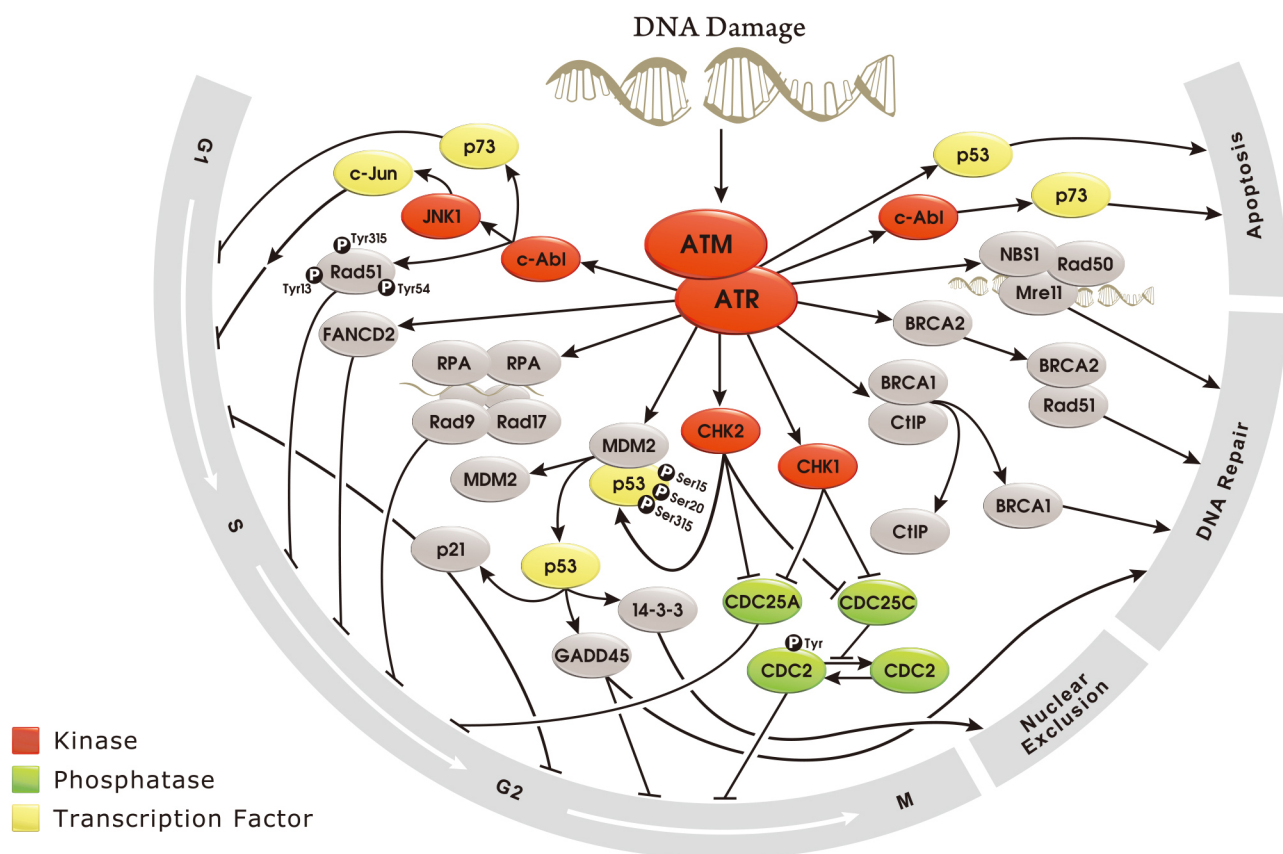 DNA Damage
G1
p73
c-Jun
JNK1
c-Abl
P Tyr315
Tyr13 P
Rad51
P Tyr54
ATM
ATR
p53
c-Abl
p73
Apoptosis
NBS1
Rad50
Mre11
FANCD2
RPA
RPA
Rad9
Rad17
BRCA2
BRCA2
Rad51
BRCA1
CtIP
CHK2
CHK1
MDM2
MDM2
p53
P Ser15
P Ser20
P Ser315
CtIP
BRCA1
DNA Repair
S
p21
p53
14-3-3
GADD45
CDC25A
CDC25C
P Tyr
CDC2
CDC2
Nuclear
Exclusion
G2
M
Kinase
Phosphatase
Transcription Factor